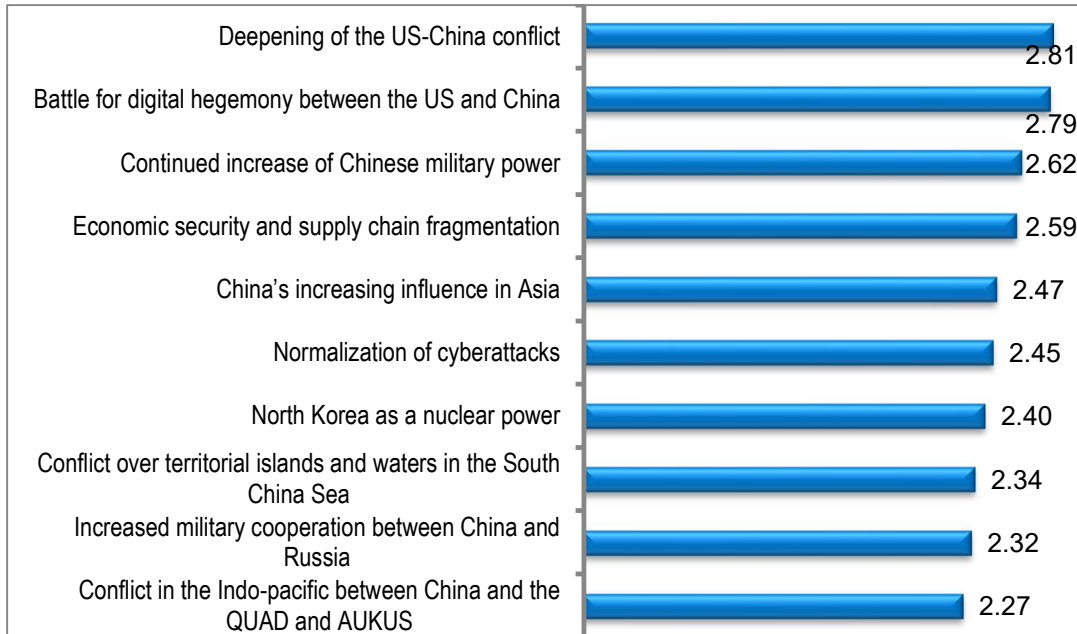 Deepening of the US-China conflict
2.81
Battle for digital hegemony between the US and China
2.79
Continued increase of Chinese military power
2.62
Economic security and supply chain fragmentation
2.59
China’s increasing influence in Asia
2.47
Normalization of cyberattacks
2.45
North Korea as a nuclear power
2.40
Conflict over territorial islands and waters in the South
China Sea
2.34
Increased military cooperation between China and
Russia
2.32
Conflict in the Indo-pacific between China and the
QUAD and AUKUS
2.27